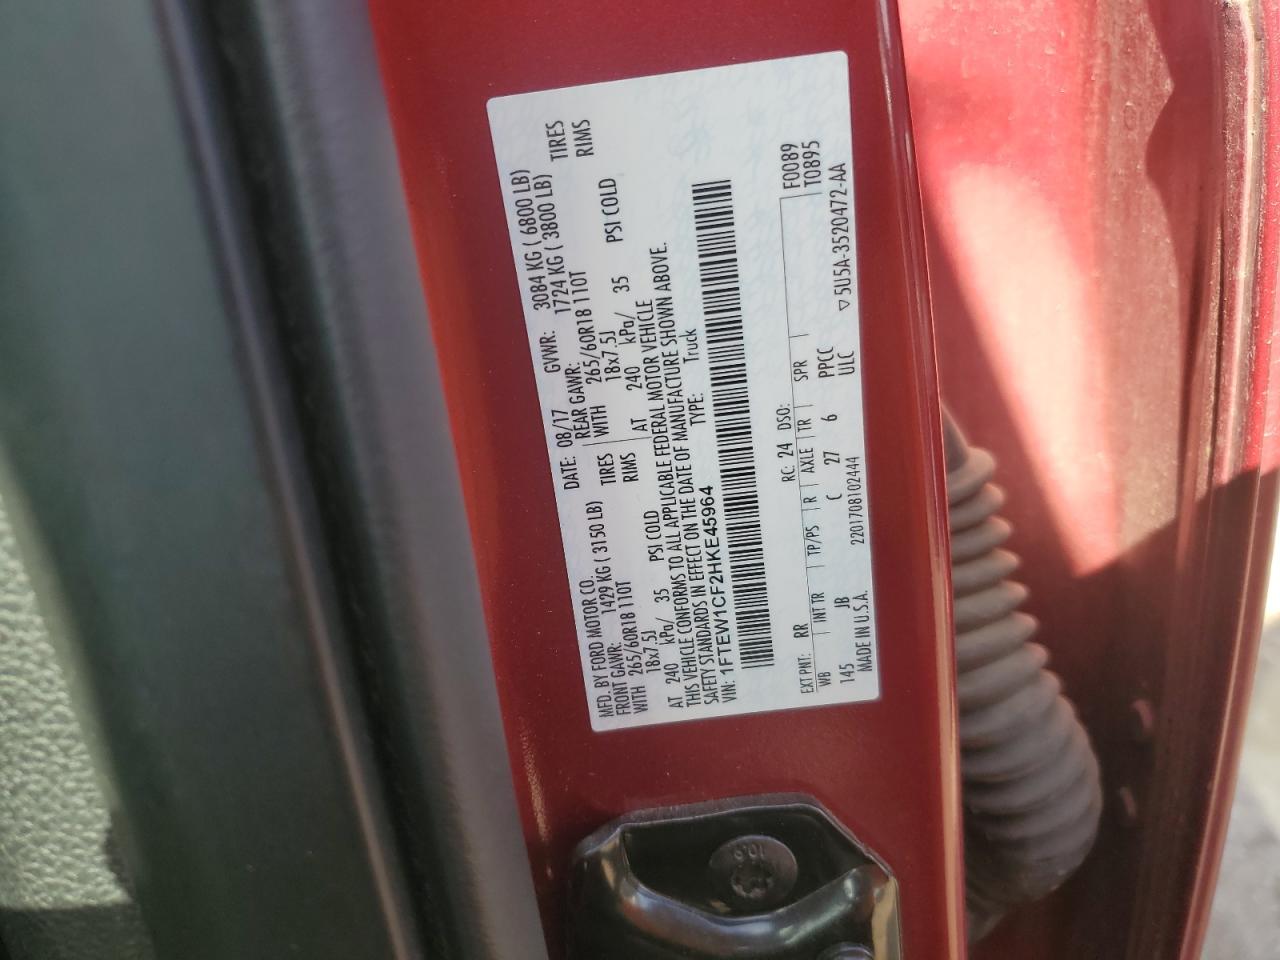 MFD. BY FORD MOTOR CO.
DATE: 08/17 GVWR: 3084 KG ( 6800 LB)
FRONT GAWR: 1429 KG ( 3150 LB) REAR GAWR: 1724 KG ( 3800 LB)
WITH 265/60R18 110T TIRES WITH 265/60R18 110T TIRES
18x7.5J RIMS 18x7.5J RIMS
AT 240 kPa/ 35 PSI COLD AT 240 kPa/ 35 PSI COLD
THIS VEHICLE CONFORMS TO ALL APPLICABLE FEDERAL MOTOR VEHICLE
SAFETY STANDARDS IN EFFECT ON THE DATE OF MANUFACTURE SHOWN ABOVE.
VIN: 1FTEW1CF2HKE45964 TYPE: Truck
F0089
T0895
EXT PNT: RR RC: 24 DSO:
WB INT TR TP/PS R AXLE TR SPR
145 JB C 27 6 PPCC
MADE IN U.S.A. 2201708102444 ULC
▽5U5A-3520472-AA
10.9